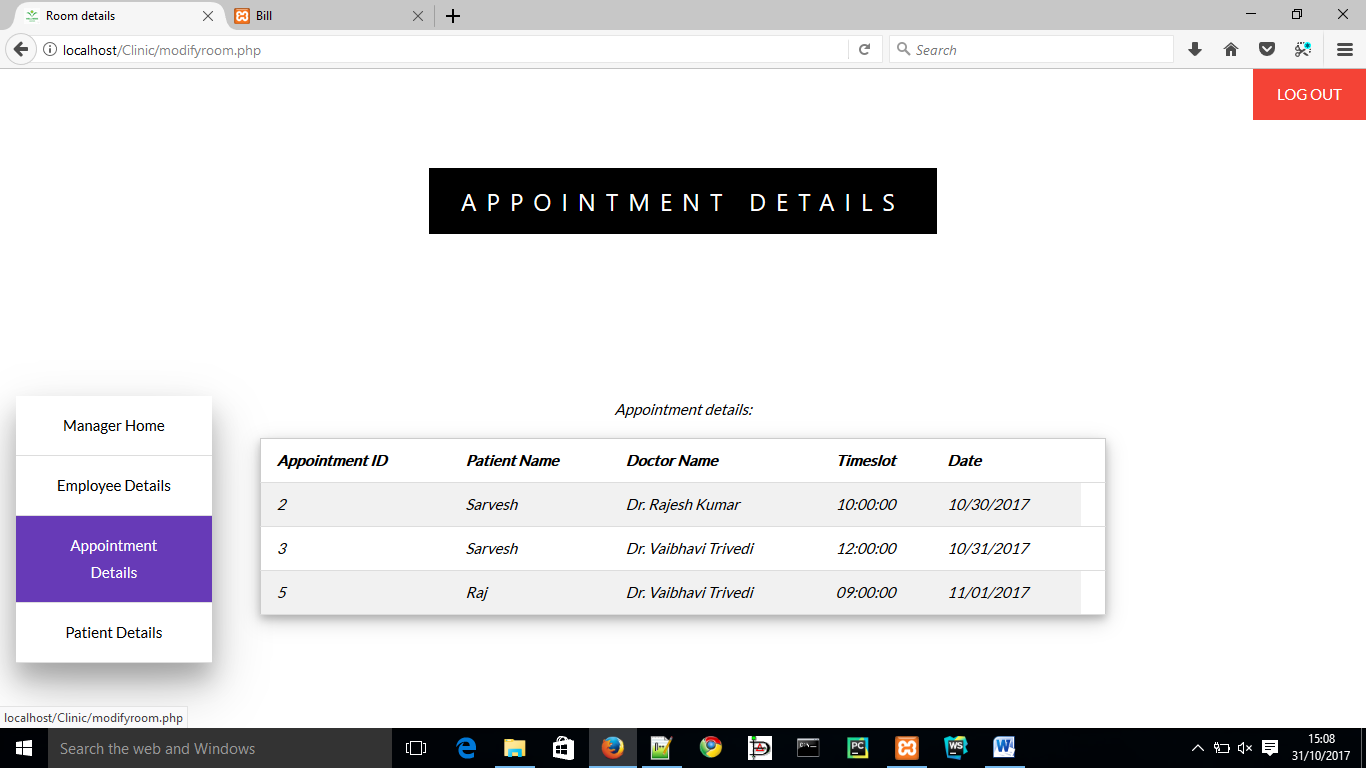 Room details
Bill
localhost/Clinic/modifyroom.php
Search
LOG OUT
APPOINTMENT DETAILS
Manager Home
Employee Details
Appointment
Details
Patient Details
Appointment details:
Appointment ID Patient Name Doctor Name Timeslot Date
2 Sarvesh Dr. Rajesh Kumar 10:00:00 10/30/2017
3 Sarvesh Dr. Vaibhavi Trivedi 12:00:00 10/31/2017
5 Raj Dr. Vaibhavi Trivedi 09:00:00 11/01/2017
localhost/Clinic/modifyroom.php
Search the web and Windows
PC
WS
15:08
31/10/2017